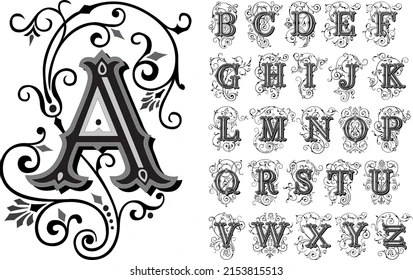 A
B C D E F
G H I J K
L M N O P
Q R S T U
V W X Y Z
shutterstock.com · 2153815513